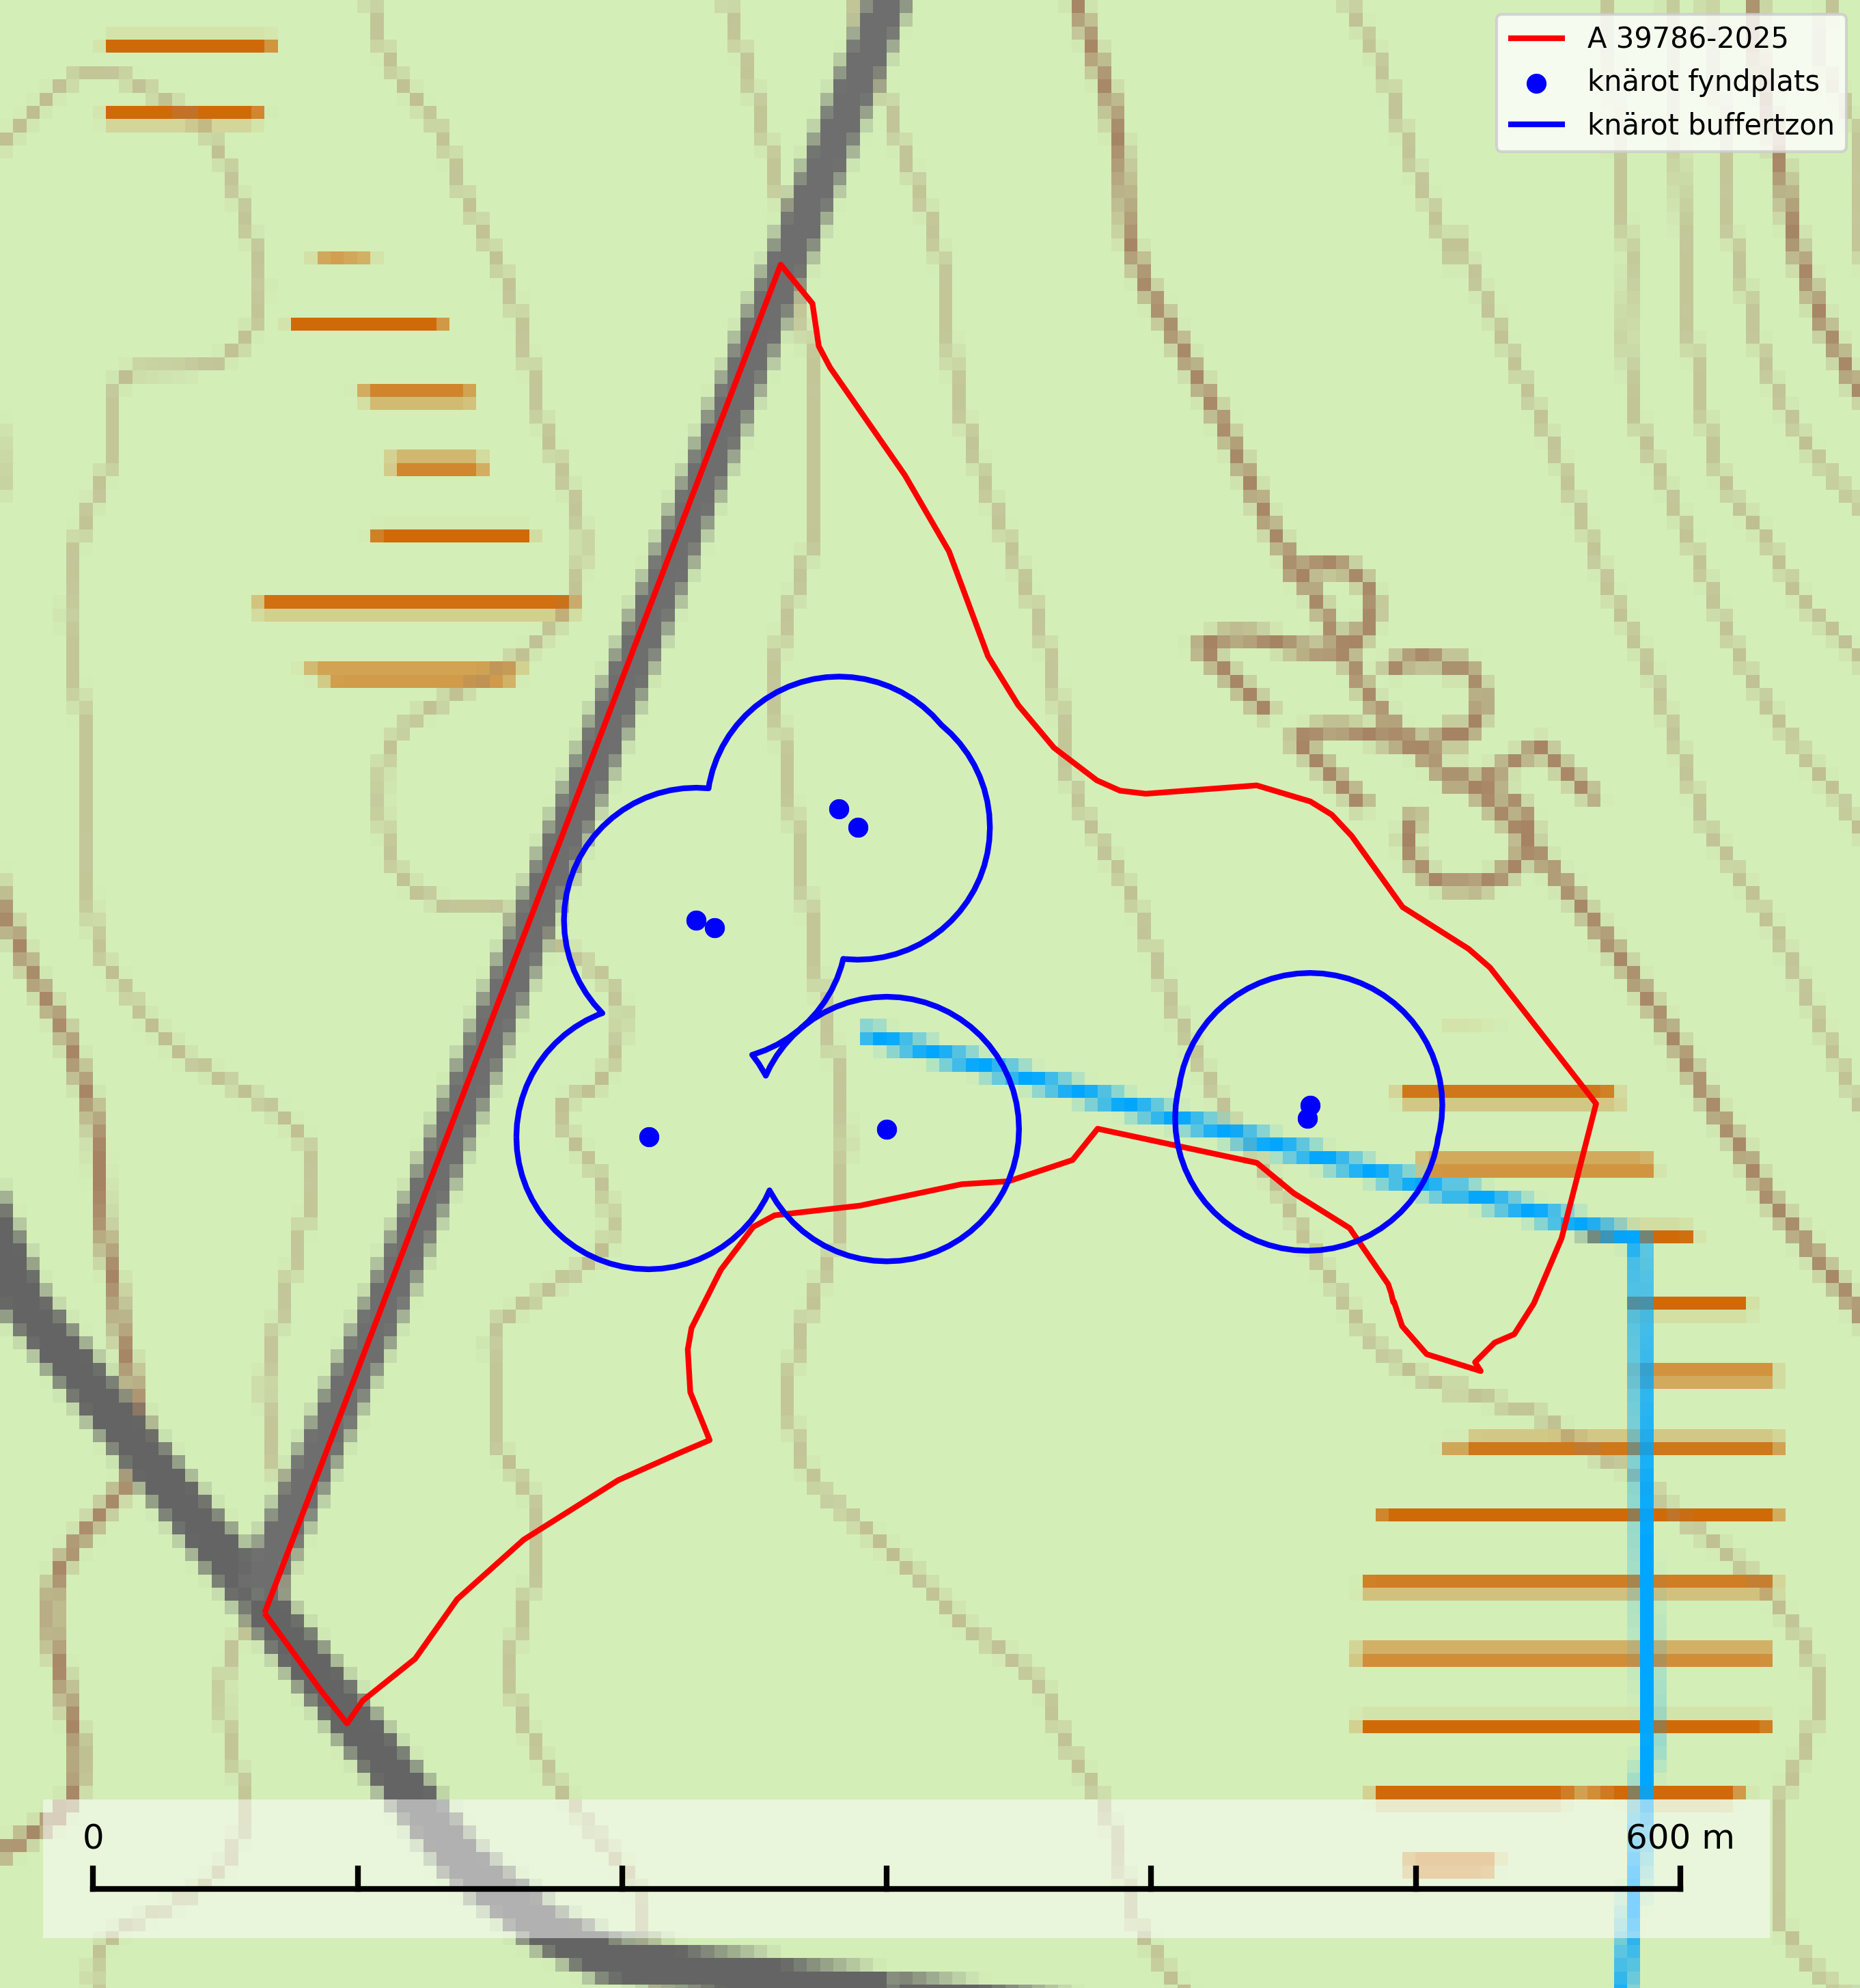 A 39786-2025
knärot fyndplats
knärot buffertzon
0
600 m